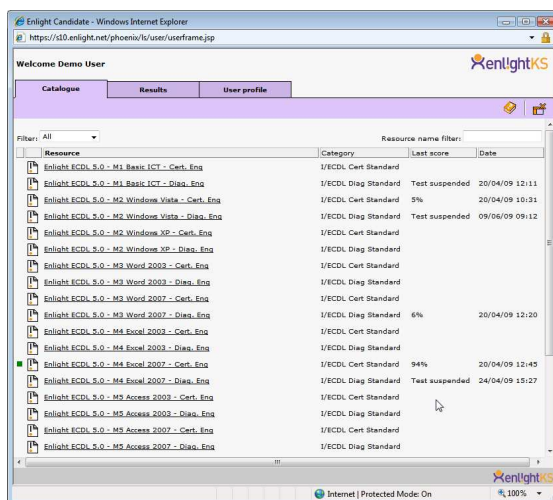 Enlight Candidate - Windows Internet Explorer
https://s10.enlight.net/phoenix/ls/user/userframe.jsp
Welcome Demo User
enlightKS
Catalogue Results User profile
Filter: All Resource name filter:
Resource Category Last score Date
Enlight ECDL 5.0 - M1 Basic ICT - Cert. Eng I/ECDL Cert Standard
Enlight ECDL 5.0 - M1 Basic ICT - Diag. Eng I/ECDL Diag Standard Test suspended 20/04/09 12:11
Enlight ECDL 5.0 - M2 Windows Vista - Cert. Eng I/ECDL Cert Standard 5% 20/04/09 10:31
Enlight ECDL 5.0 - M2 Windows Vista - Diag. Eng I/ECDL Diag Standard Test suspended 09/06/09 09:12
Enlight ECDL 5.0 - M2 Windows XP - Cert. Eng I/ECDL Cert Standard
Enlight ECDL 5.0 - M2 Windows XP - Diag. Eng I/ECDL Diag Standard
Enlight ECDL 5.0 - M3 Word 2003 - Cert. Eng I/ECDL Cert Standard
Enlight ECDL 5.0 - M3 Word 2003 - Diag. Eng I/ECDL Diag Standard
Enlight ECDL 5.0 - M3 Word 2007 - Cert. Eng I/ECDL Cert Standard
Enlight ECDL 5.0 - M3 Word 2007 - Diag. Eng I/ECDL Diag Standard 6% 20/04/09 12:20
Enlight ECDL 5.0 - M4 Excel 2003 - Cert. Eng I/ECDL Cert Standard
Enlight ECDL 5.0 - M4 Excel 2003 - Diag. Eng I/ECDL Diag Standard
Enlight ECDL 5.0 - M4 Excel 2007 - Cert. Eng I/ECDL Cert Standard 94% 20/04/09 12:45
Enlight ECDL 5.0 - M4 Excel 2007 - Diag. Eng I/ECDL Diag Standard Test suspended 24/04/09 15:27
Enlight ECDL 5.0 - M5 Access 2003 - Cert. Eng I/ECDL Cert Standard
Enlight ECDL 5.0 - M5 Access 2003 - Diag. Eng I/ECDL Diag Standard
Enlight ECDL 5.0 - M5 Access 2007 - Cert. Eng I/ECDL Cert Standard
Enlight ECDL 5.0 - M5 Access 2007 - Diag. Eng I/ECDL Diag Standard
enlightKS
Internet | Protected Mode: On 100%